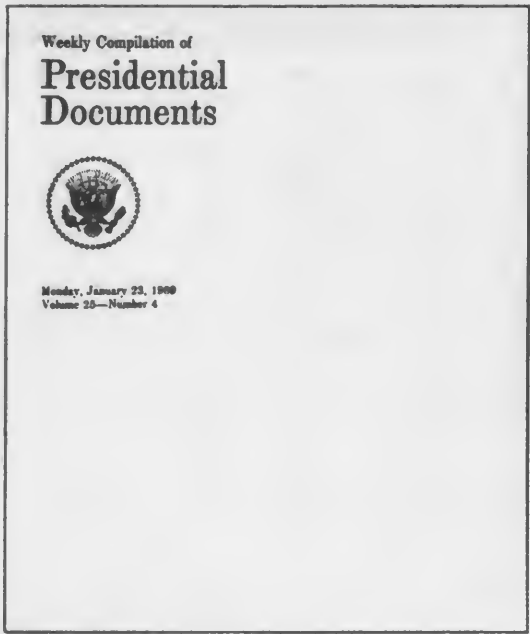 Weekly Compilation of
Presidential
Documents
Monday, January 23, 1989
Volume 25—Number 4